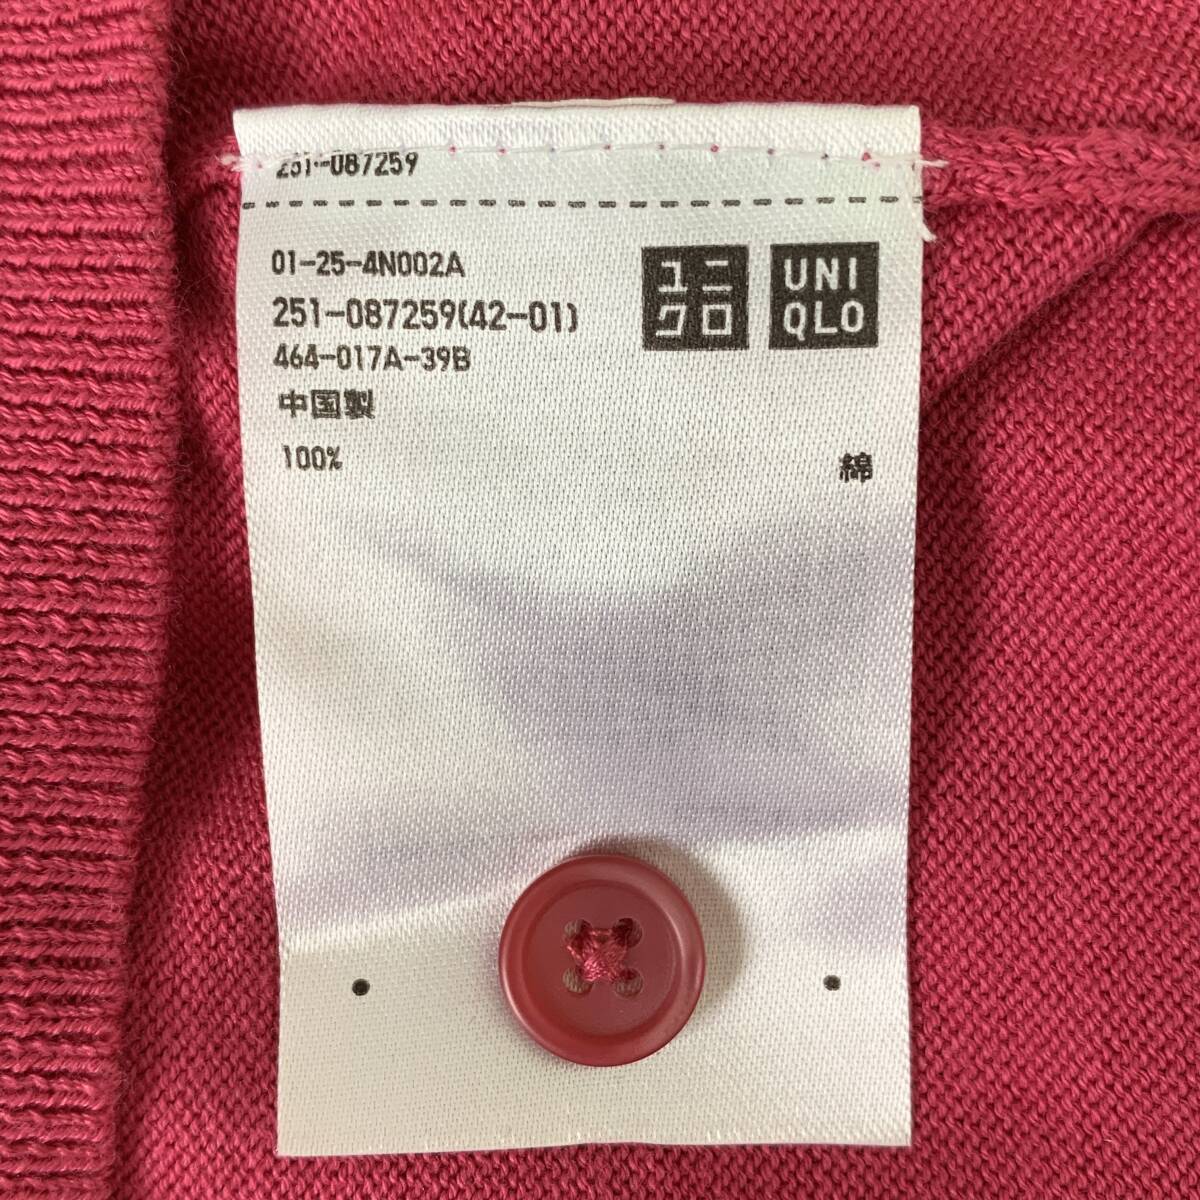 251-087259
01-25-4N002A
251-087259(42-01)
464-017A-39B
中国製
100% 綿
ユニ
クロ
UNI
QLO